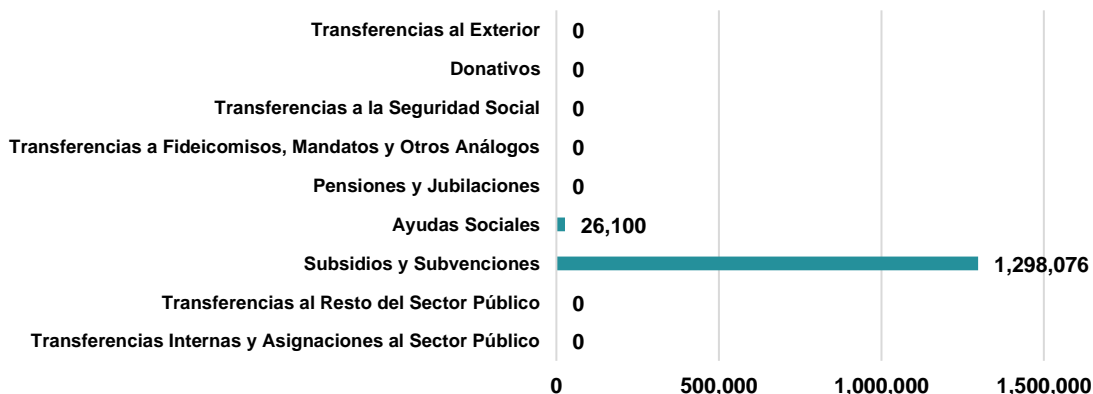 Transferencias al Exterior 0
Donativos 0
Transferencias a la Seguridad Social 0
Transferencias a Fideicomisos, Mandatos y Otros Análogos 0
Pensiones y Jubilaciones 0
Ayudas Sociales 26,100
Subsidios y Subvenciones 1,298,076
Transferencias al Resto del Sector Público 0
Transferencias Internas y Asignaciones al Sector Público 0
0 500,000 1,000,000 1,500,000